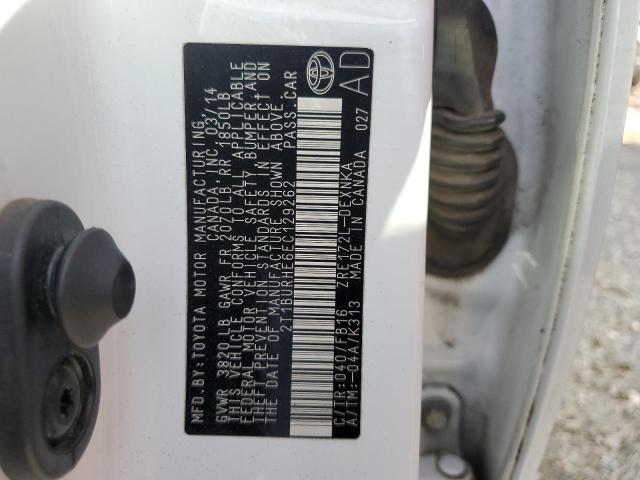 MFD.BY:TOYOTA MOTOR MANUFACTURING,
CANADA, INC. 03/14
GVWR 3820LB GAWR FR 2070LB RR 1850LB
THIS VEHICLE CONFORMS TO ALL APPLICABLE
FEDERAL MOTOR VEHICLE SAFETY, BUMPER, AND
THEFT PREVENTION STANDARDS IN EFFECT ON
THE DATE OF MANUFACTURE SHOWN ABOVE.
2T1BURHE6EC129262 PASS.CAR
C/TR:040/FB16 ZRE172L-DEXNKA
A/TM:-04A/K313 MADE IN CANADA 027
AD